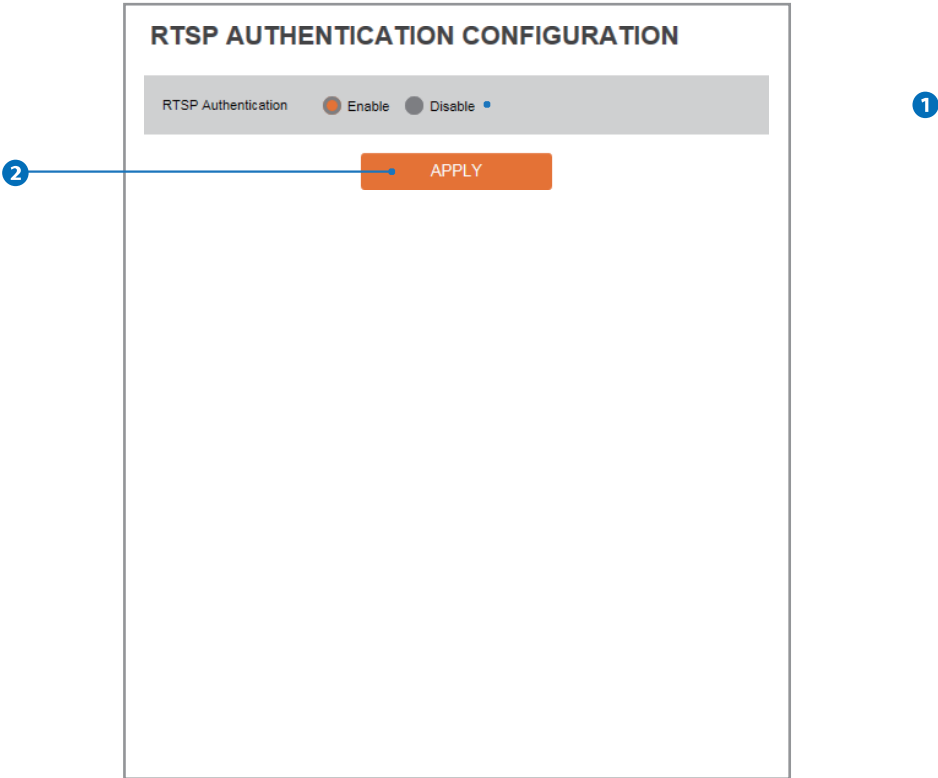 RTSP AUTHENTICATION CONFIGURATION
RTSP Authentication Enable Disable 1
2 APPLY